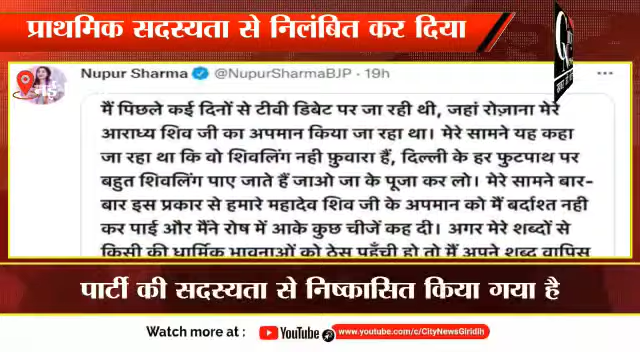 प्राथमिक सदस्यता से निलंबित कर दिया
Nupur Sharma @NupurSharmaBJP · 19h
मैं पिछले कई दिनों से टीवी डिबेट पर जा रही थी, जहां रोज़ाना मेरे
आराध्य शिव जी का अपमान किया जा रहा था। मेरे सामने यह कहा
जा रहा था कि वो शिवलिंग नही फ़ुवारा हैं, दिल्ली के हर फुटपाथ पर
बहुत शिवलिंग पाए जाते हैं जाओ जा के पूजा कर लो। मेरे सामने बार-
बार इस प्रकार से हमारे महादेव शिव जी के अपमान को मैं बर्दाश्त नही
कर पाई और मैंने रोष में आके कुछ चीजें कह दी। अगर मेरे शब्दों से
किसी की धार्मिक भावनाओं को ठेस पहुँची हो तो मैं अपने शब्द वापिस
पार्टी की सदस्यता से निष्कासित किया गया है
Watch more at : YouTube www.youtube.com/c/CityNewsGiridih